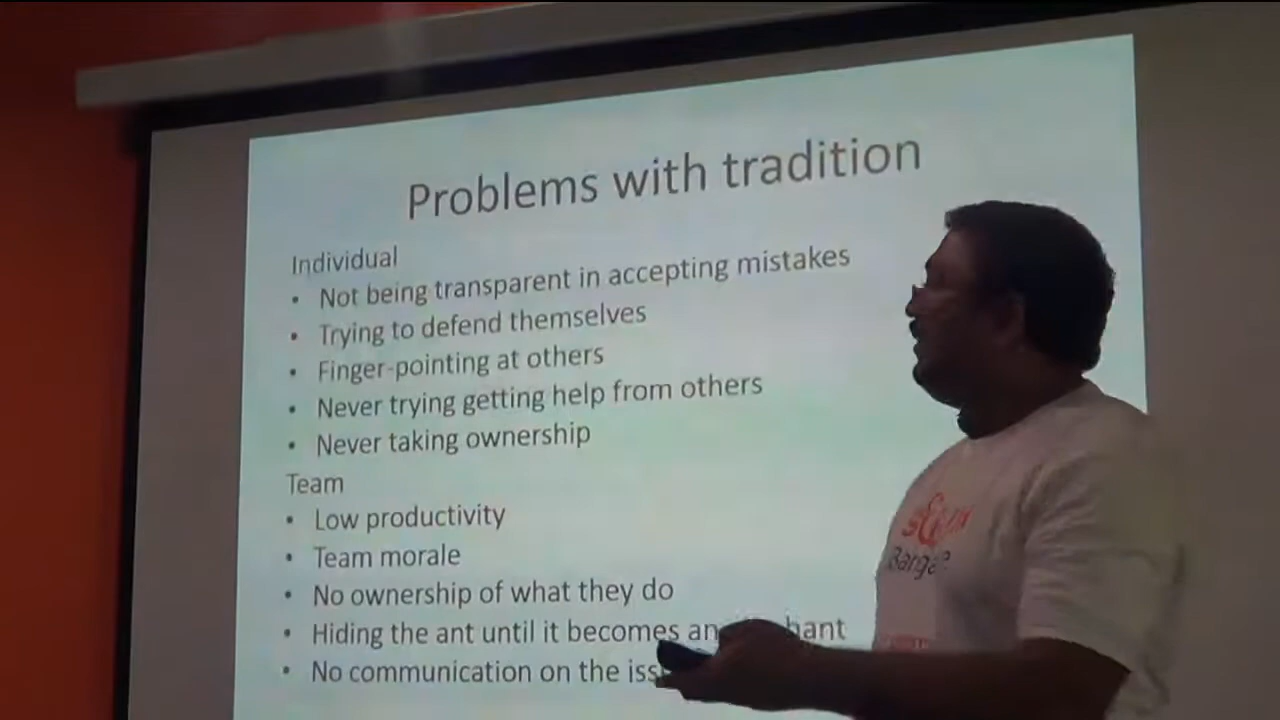 Problems with tradition
Individual
• Not being transparent in accepting mistakes
• Trying to defend themselves
• Finger-pointing at others
• Never trying getting help from others
• Never taking ownership
Team
• Low productivity
• Team morale
• No ownership of what they do
• Hiding the ant until it becomes an
• No communication on the